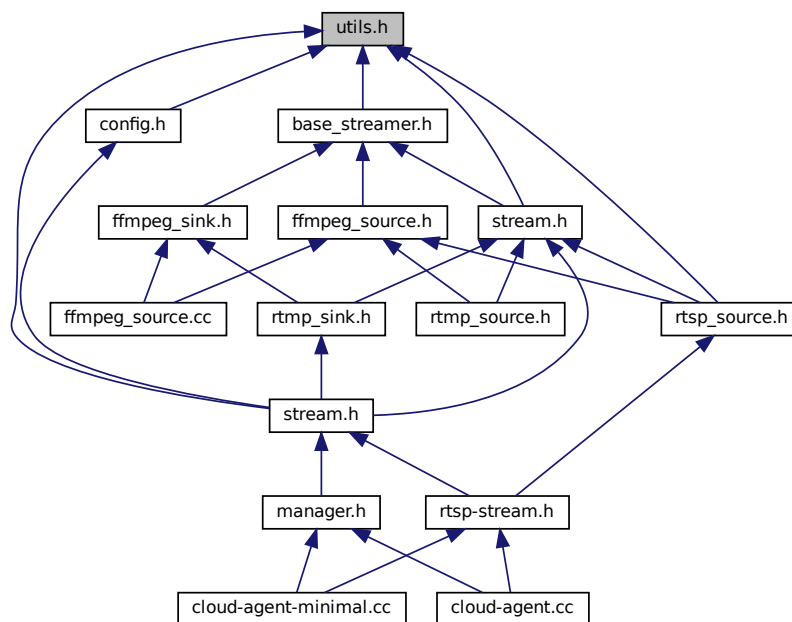 utils.h
config.h
base_streamer.h
ffmpeg_sink.h
ffmpeg_source.h
stream.h
ffmpeg_source.cc
rtmp_sink.h
rtmp_source.h
rtsp_source.h
stream.h
manager.h
rtsp-stream.h
cloud-agent-minimal.cc
cloud-agent.cc